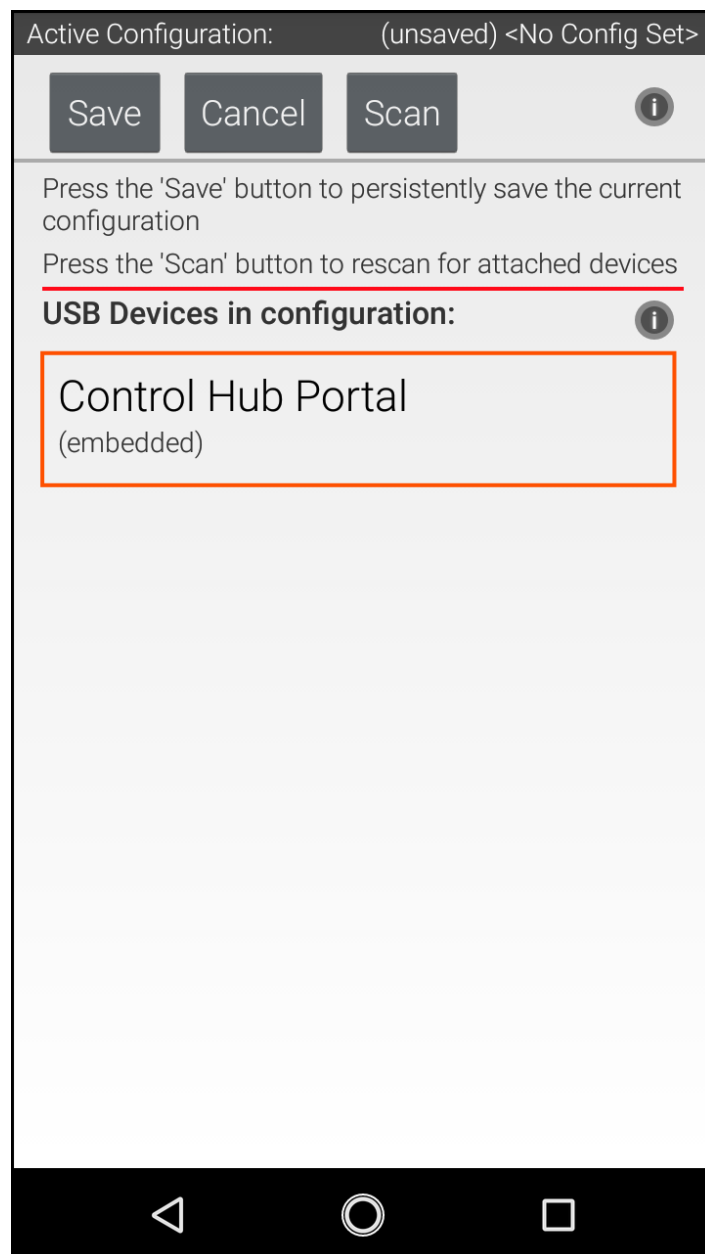 Active Configuration: (unsaved) <No Config Set>
Save Cancel Scan i
Press the 'Save' button to persistently save the current
configuration
Press the 'Scan' button to rescan for attached devices
USB Devices in configuration: i
Control Hub Portal
(embedded)